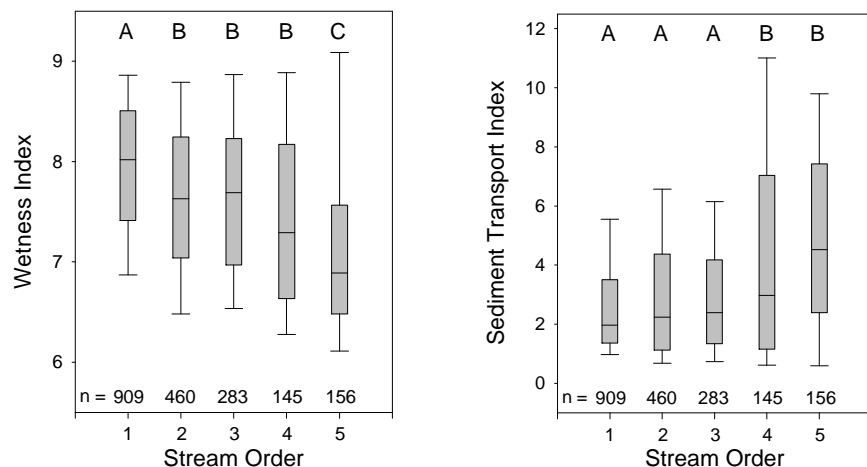 A B B B C
9
8
7
6
Wetness Index
n = 909 460 283 145 156
1 2 3 4 5
Stream Order
A A A B B
12
10
8
6
4
2
0
Sediment Transport Index
n = 909 460 283 145 156
1 2 3 4 5
Stream Order